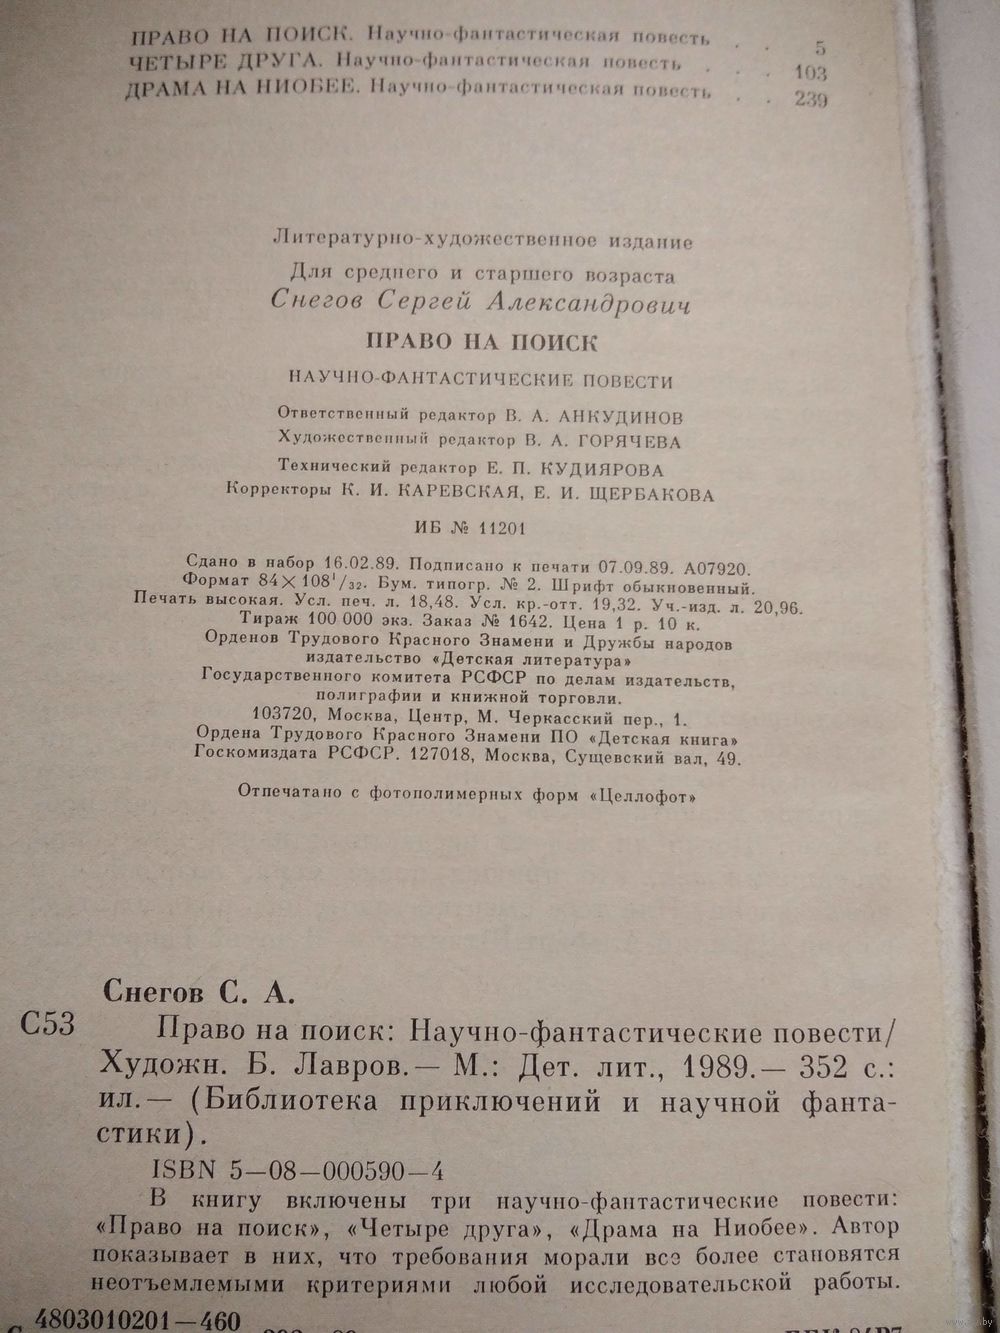 ПРАВО НА ПОИСК. Научно-фантастическая повесть . . 5
ЧЕТЫРЕ ДРУГА. Научно-фантастическая повесть . . 103
ДРАМА НА НИОБЕЕ. Научно-фантастическая повесть . . 239
Литературно-художественное издание
Для среднего и старшего возраста
Снегов Сергей Александрович
ПРАВО НА ПОИСК
НАУЧНО-ФАНТАСТИЧЕСКИЕ ПОВЕСТИ
Ответственный редактор В. А. АНКУДИНОВ
Художественный редактор В. А. ГОРЯЧЕВА
Технический редактор Е. П. КУДИЯРОВА
Корректоры К. И. КАРЕВСКАЯ, Е. И. ЩЕРБАКОВА
ИБ № 11201
Сдано в набор 16.02.89. Подписано к печати 07.09.89. А07920.
Формат 84×108¹/₃₂. Бум. типогр. № 2. Шрифт обыкновенный.
Печать высокая. Усл. печ. л. 18,48. Усл. кр.-отт. 19,32. Уч.-изд. л. 20,96.
Тираж 100 000 экз. Заказ № 1642. Цена 1 р. 10 к.
Орденов Трудового Красного Знамени и Дружбы народов
издательство «Детская литература»
Государственного комитета РСФСР по делам издательств,
полиграфии и книжной торговли.
103720, Москва, Центр, М. Черкасский пер., 1.
Ордена Трудового Красного Знамени ПО «Детская книга»
Госкомиздата РСФСР. 127018, Москва, Сущевский вал, 49.
Отпечатано с фотополимерных форм «Целлофот»
Снегов С. А.
С53 Право на поиск: Научно-фантастические повести/
Художн. Б. Лавров.— М.: Дет. лит., 1989.— 352 с.:
ил.— (Библиотека приключений и научной фанта-
стики).
ISBN 5—08—000590—4
В книгу включены три научно-фантастические повести:
«Право на поиск», «Четыре друга», «Драма на Ниобее». Автор
показывает в них, что требования морали все более становятся
неотъемлемыми критериями любой исследовательской работы.
4803010201—460